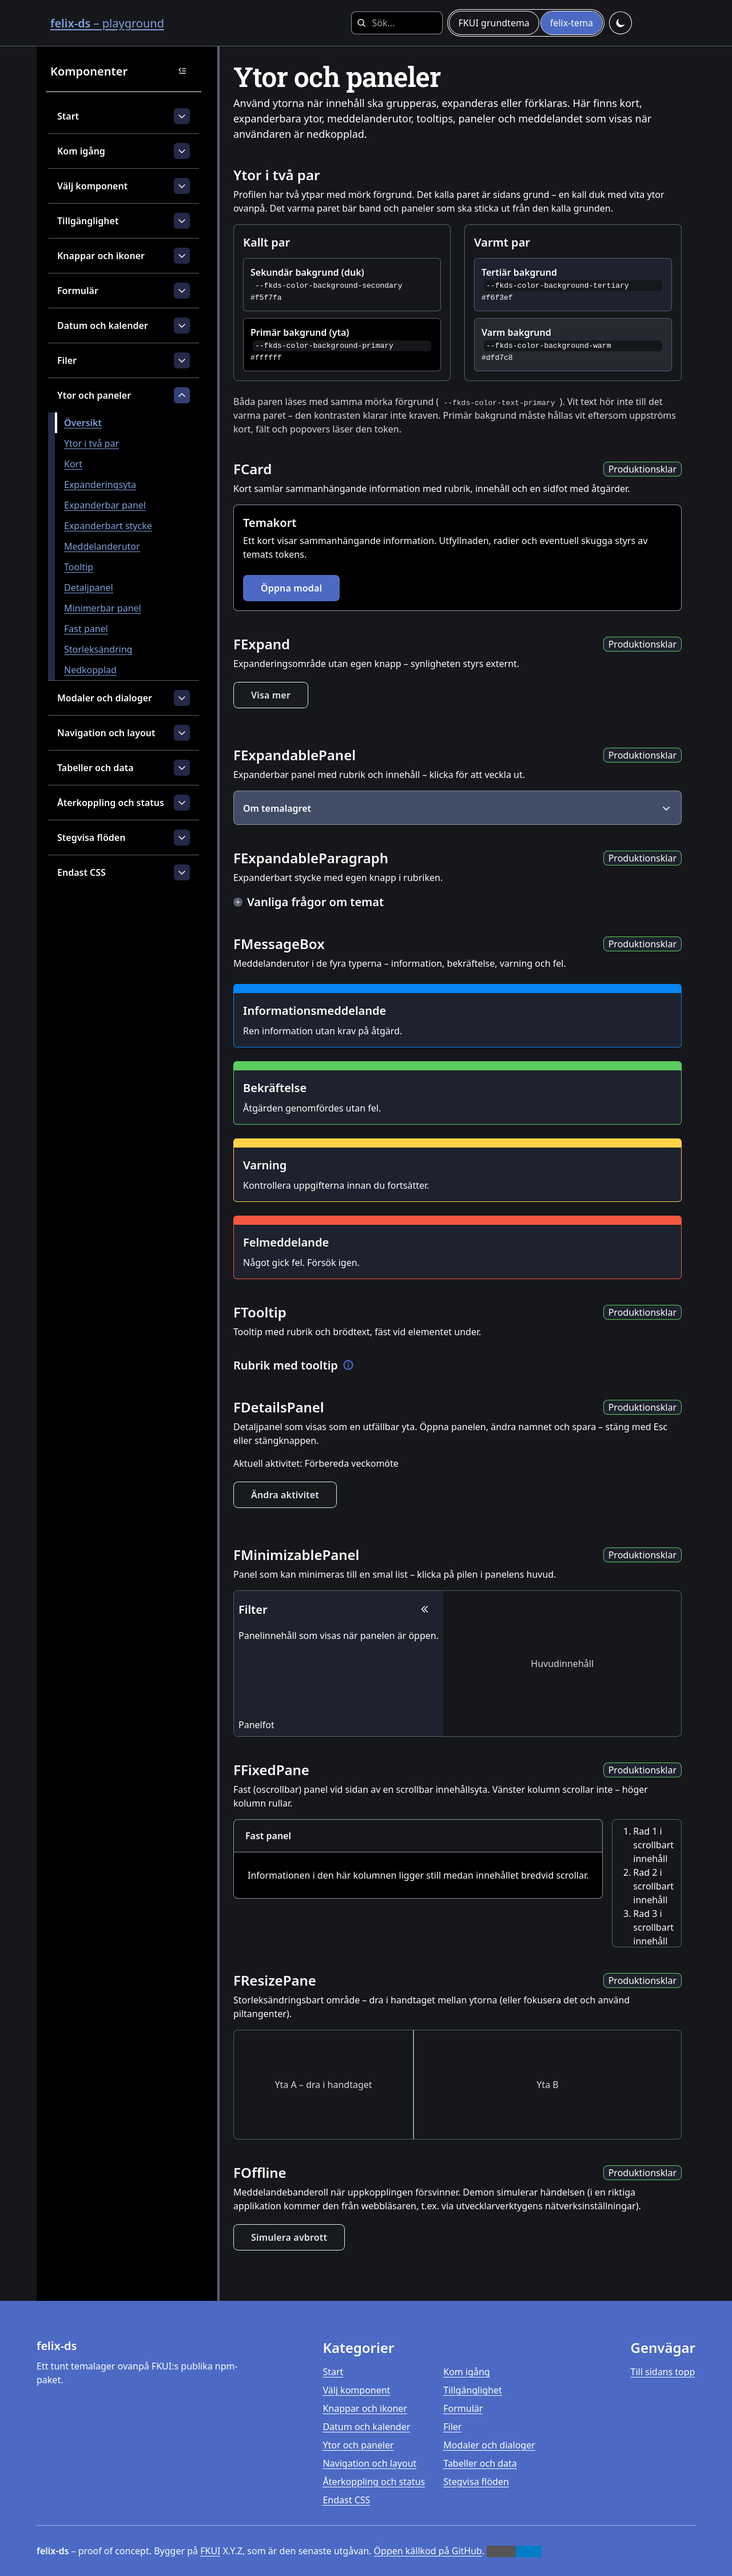 felix-ds – playground
Sök...
FKUI grundtema
felix-tema
Komponenter
Start
Kom igång
Välj komponent
Tillgänglighet
Knappar och ikoner
Formulär
Datum och kalender
Filer
Ytor och paneler
Översikt
Ytor i två par
Kort
Expanderingsyta
Expanderbar panel
Expanderbart stycke
Meddelanderutor
Tooltip
Detaljpanel
Minimerbar panel
Fast panel
Storleksändring
Nedkopplad
Modaler och dialoger
Navigation och layout
Tabeller och data
Återkoppling och status
Stegvisa flöden
Endast CSS
Ytor och paneler
Använd ytorna när innehåll ska grupperas, expanderas eller förklaras. Här finns kort,
expanderbara ytor, meddelanderutor, tooltips, paneler och meddelandet som visas när
användaren är nedkopplad.
Ytor i två par
Profilen har två ytpar med mörk förgrund. Det kalla paret är sidans grund – en kall duk med vita ytor
ovanpå. Det varma paret bär band och paneler som ska sticka ut från den kalla grunden.
Kallt par
Sekundär bakgrund (duk)
--fkds-color-background-secondary
#f5f7fa
Primär bakgrund (yta)
--fkds-color-background-primary
#ffffff
Varmt par
Tertiär bakgrund
--fkds-color-background-tertiary
#f6f3ef
Varm bakgrund
--fkds-color-background-warm
#dfd7c8
Båda paren läses med samma mörka förgrund ( --fkds-color-text-primary ). Vit text hör inte till det
varma paret – den kontrasten klarar inte kraven. Primär bakgrund måste hållas vit eftersom uppströms
kort, fält och popovers läser den token.
FCard
Produktionsklar
Kort samlar sammanhängande information med rubrik, innehåll och en sidfot med åtgärder.
Temakort
Ett kort visar sammanhängande information. Utfyllnaden, radier och eventuell skugga styrs av
temats tokens.
Öppna modal
FExpand
Produktionsklar
Expanderingsområde utan egen knapp – synligheten styrs externt.
Visa mer
FExpandablePanel
Produktionsklar
Expanderbar panel med rubrik och innehåll – klicka för att veckla ut.
Om temalagret
FExpandableParagraph
Produktionsklar
Expanderbart stycke med egen knapp i rubriken.
Vanliga frågor om temat
FMessageBox
Produktionsklar
Meddelanderutor i de fyra typerna – information, bekräftelse, varning och fel.
Informationsmeddelande
Ren information utan krav på åtgärd.
Bekräftelse
Åtgärden genomfördes utan fel.
Varning
Kontrollera uppgifterna innan du fortsätter.
Felmeddelande
Något gick fel. Försök igen.
FTooltip
Produktionsklar
Tooltip med rubrik och brödtext, fäst vid elementet under.
Rubrik med tooltip
FDetailsPanel
Produktionsklar
Detaljpanel som visas som en utfällbar yta. Öppna panelen, ändra namnet och spara – stäng med Esc
eller stängknappen.
Aktuell aktivitet: Förbereda veckomöte
Ändra aktivitet
FMinimizablePanel
Produktionsklar
Panel som kan minimeras till en smal list – klicka på pilen i panelens huvud.
Filter
Panelinnehåll som visas när panelen är öppen.
Panelfot
Huvudinnehåll
FFixedPane
Produktionsklar
Fast (oscrollbar) panel vid sidan av en scrollbar innehållsyta. Vänster kolumn scrollar inte – höger
kolumn rullar.
Fast panel
Informationen i den här kolumnen ligger still medan innehållet bredvid scrollar.
1. Rad 1 i
scrollbart
innehåll
2. Rad 2 i
scrollbart
innehåll
3. Rad 3 i
scrollbart
innehåll
FResizePane
Produktionsklar
Storleksändringsbart område – dra i handtaget mellan ytorna (eller fokusera det och använd
piltangenter).
Yta A – dra i handtaget
Yta B
FOffline
Produktionsklar
Meddelandebanderoll när uppkopplingen försvinner. Demon simulerar händelsen (i en riktiga
applikation kommer den från webbläsaren, t.ex. via utvecklarverktygens nätverksinställningar).
Simulera avbrott
felix-ds
Ett tunt temalager ovanpå FKUI:s publika npm-
paket.
Kategorier
Start
Välj komponent
Knappar och ikoner
Datum och kalender
Ytor och paneler
Navigation och layout
Återkoppling och status
Endast CSS
Kom igång
Tillgänglighet
Formulär
Filer
Modaler och dialoger
Tabeller och data
Stegvisa flöden
Genvägar
Till sidans topp
felix-ds – proof of concept. Bygger på FKUI X.Y.Z, som är den senaste utgåvan. Öppen källkod på GitHub.